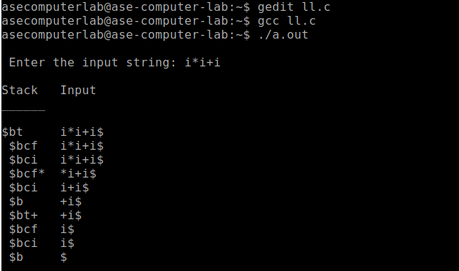 asecomputerlab@ase-computer-lab:~$ gedit ll.c
asecomputerlab@ase-computer-lab:~$ gcc ll.c
asecomputerlab@ase-computer-lab:~$ ./a.out
Enter the input string: i*i+i
Stack Input
______
$bt i*i+i$
$bcf i*i+i$
$bci i*i+i$
$bcf* *i+i$
$bci i+i$
$b +i$
$bt+ +i$
$bcf i$
$bci i$
$b $